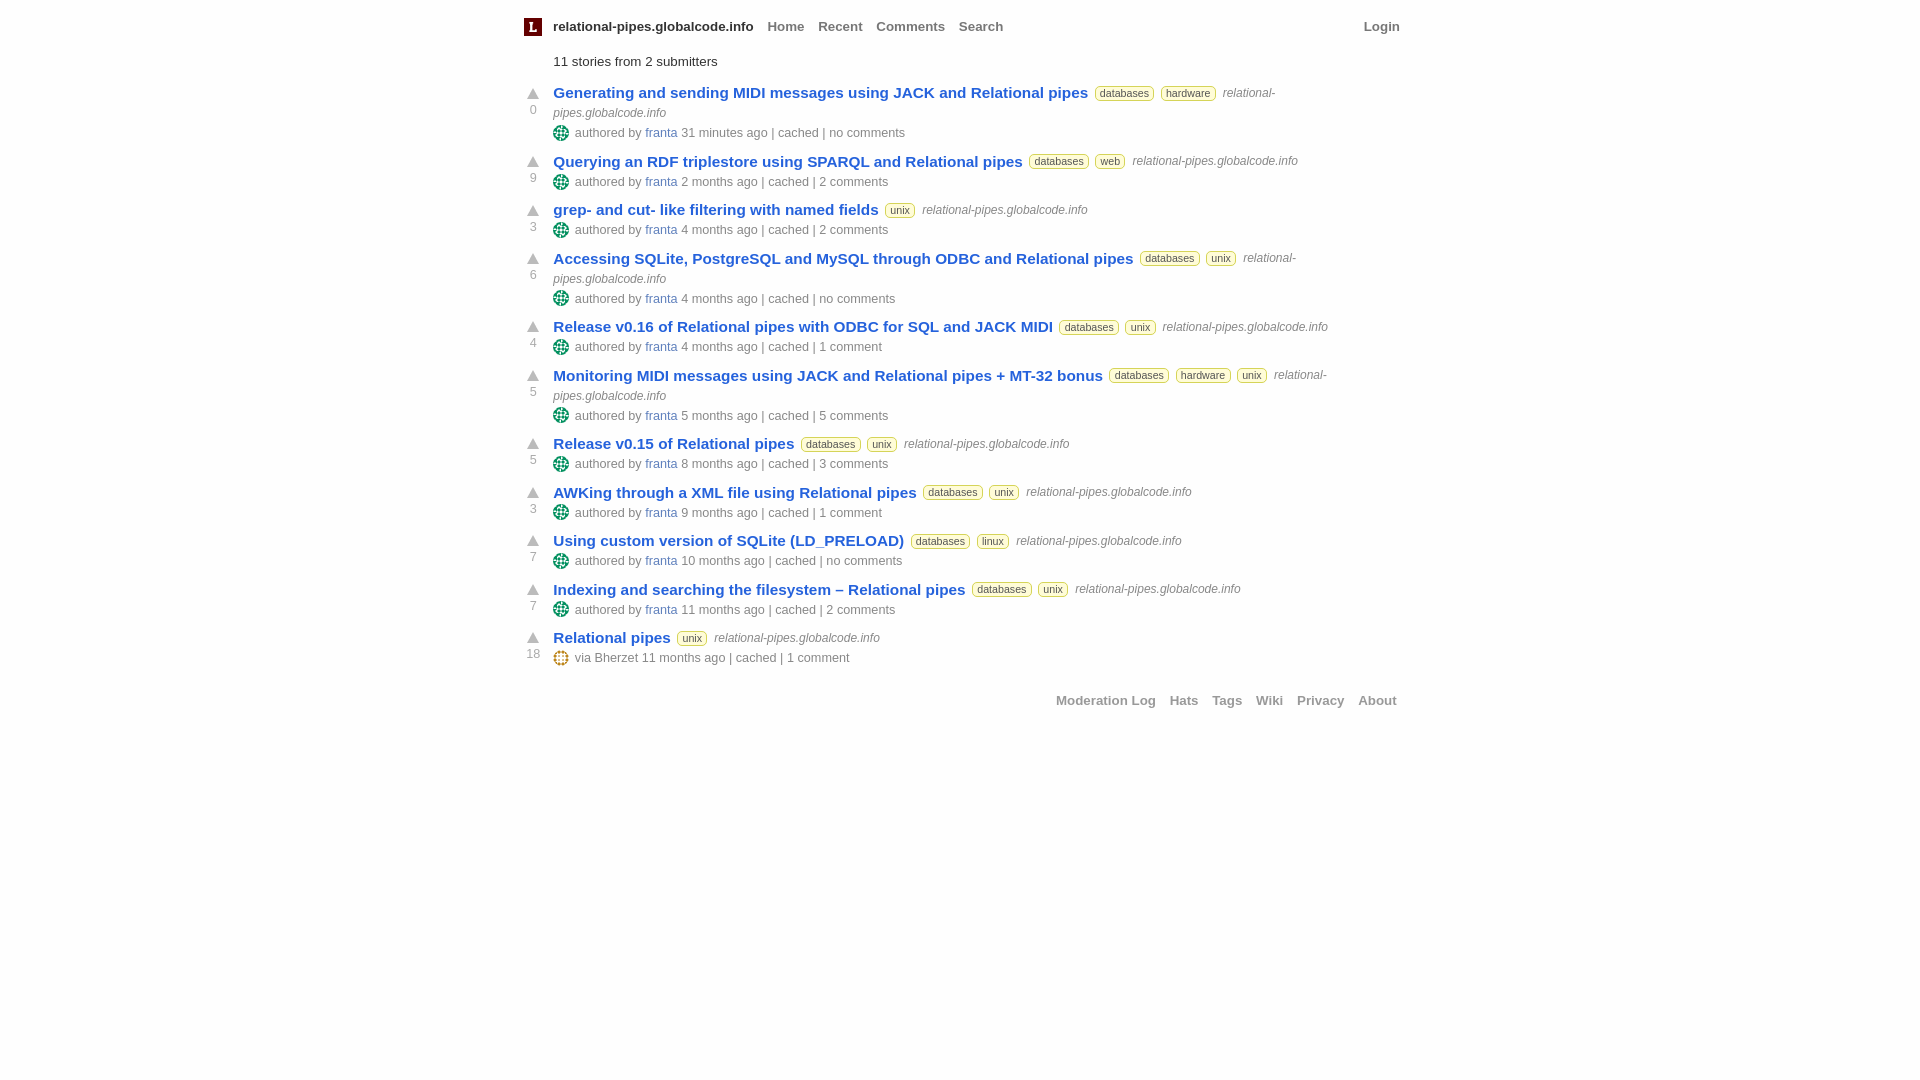 L relational-pipes.globalcode.info Home Recent Comments Search Login
11 stories from 2 submitters
Generating and sending MIDI messages using JACK and Relational pipes databases hardware relational-
pipes.globalcode.info
0
authored by franta 31 minutes ago | cached | no comments
Querying an RDF triplestore using SPARQL and Relational pipes databases web relational-pipes.globalcode.info
9
authored by franta 2 months ago | cached | 2 comments
grep- and cut- like filtering with named fields unix relational-pipes.globalcode.info
3
authored by franta 4 months ago | cached | 2 comments
Accessing SQLite, PostgreSQL and MySQL through ODBC and Relational pipes databases unix relational-
pipes.globalcode.info
6
authored by franta 4 months ago | cached | no comments
Release v0.16 of Relational pipes with ODBC for SQL and JACK MIDI databases unix relational-pipes.globalcode.info
4
authored by franta 4 months ago | cached | 1 comment
Monitoring MIDI messages using JACK and Relational pipes + MT-32 bonus databases hardware unix relational-
pipes.globalcode.info
5
authored by franta 5 months ago | cached | 5 comments
Release v0.15 of Relational pipes databases unix relational-pipes.globalcode.info
5
authored by franta 8 months ago | cached | 3 comments
AWKing through a XML file using Relational pipes databases unix relational-pipes.globalcode.info
3
authored by franta 9 months ago | cached | 1 comment
Using custom version of SQLite (LD_PRELOAD) databases linux relational-pipes.globalcode.info
7
authored by franta 10 months ago | cached | no comments
Indexing and searching the filesystem – Relational pipes databases unix relational-pipes.globalcode.info
7
authored by franta 11 months ago | cached | 2 comments
Relational pipes unix relational-pipes.globalcode.info
18
via Bherzet 11 months ago | cached | 1 comment
Moderation Log Hats Tags Wiki Privacy About